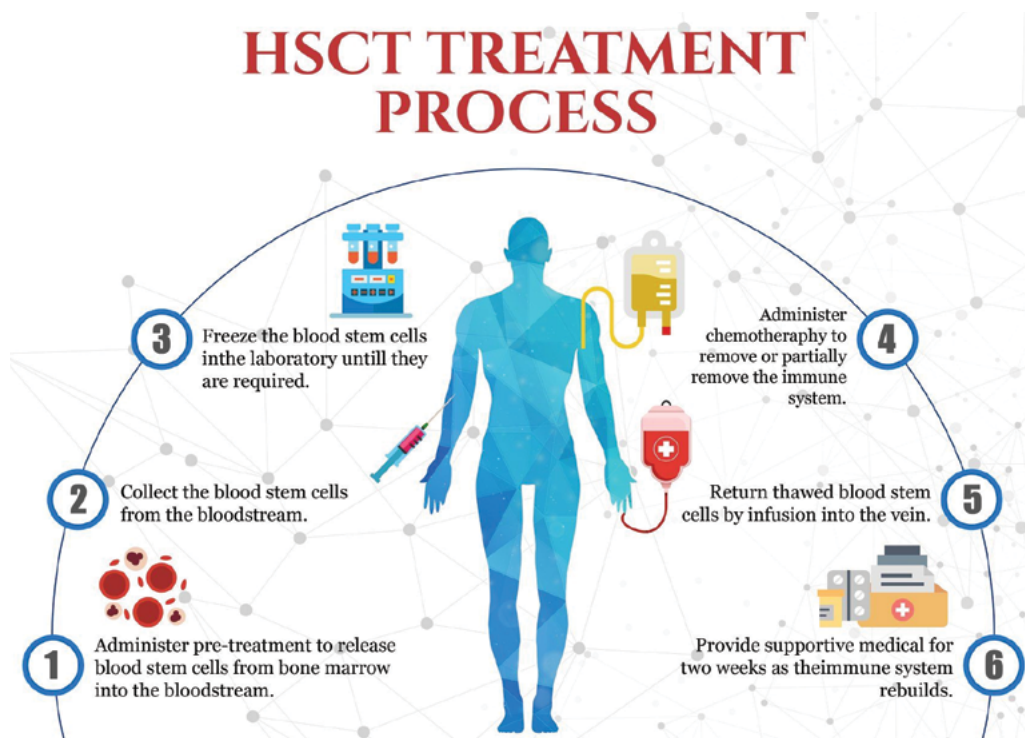 HSCT TREATMENT
PROCESS
1
Administer pre-treatment to release
blood stem cells from bone marrow
into the bloodstream.
2
Collect the blood stem cells
from the bloodstream.
3
Freeze the blood stem cells
inthe laboratory untill they
are required.
4
Administer
chemotheraphy to
remove or partially
remove the immune
system.
5
Return thawed blood stem
cells by infusion into the vein.
6
Provide supportive medical for
two weeks as theimmune system
rebuilds.